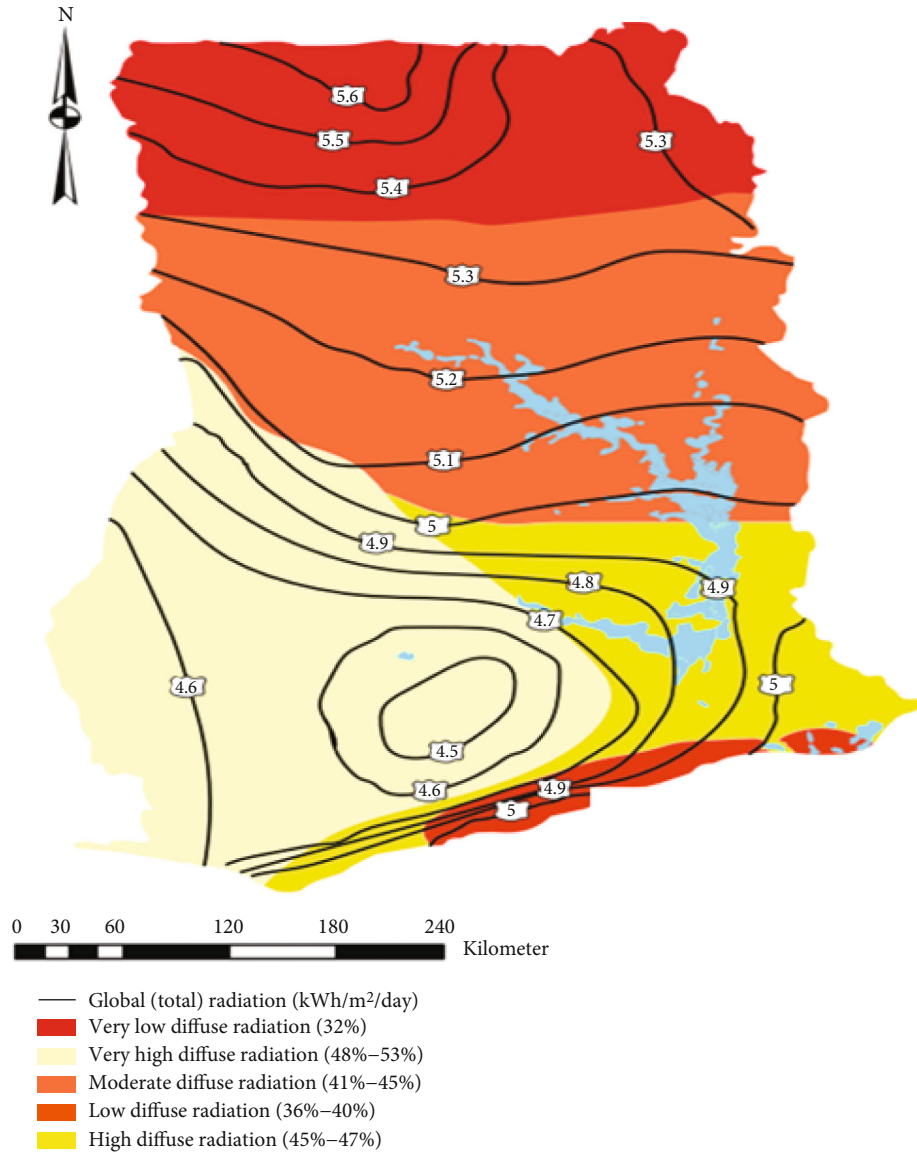 N
5.6
5.5
5.3
5.4
5.3
5.2
5.1
5
4.9
4.8
4.9
4.7
4.6
5
4.5
4.6
4.9
5
0 30 60 120 180 240
Kilometer
Global (total) radiation (kWh/m²/day)
Very low diffuse radiation (32%)
Very high diffuse radiation (48%−53%)
Moderate diffuse radiation (41%−45%)
Low diffuse radiation (36%−40%)
High diffuse radiation (45%−47%)